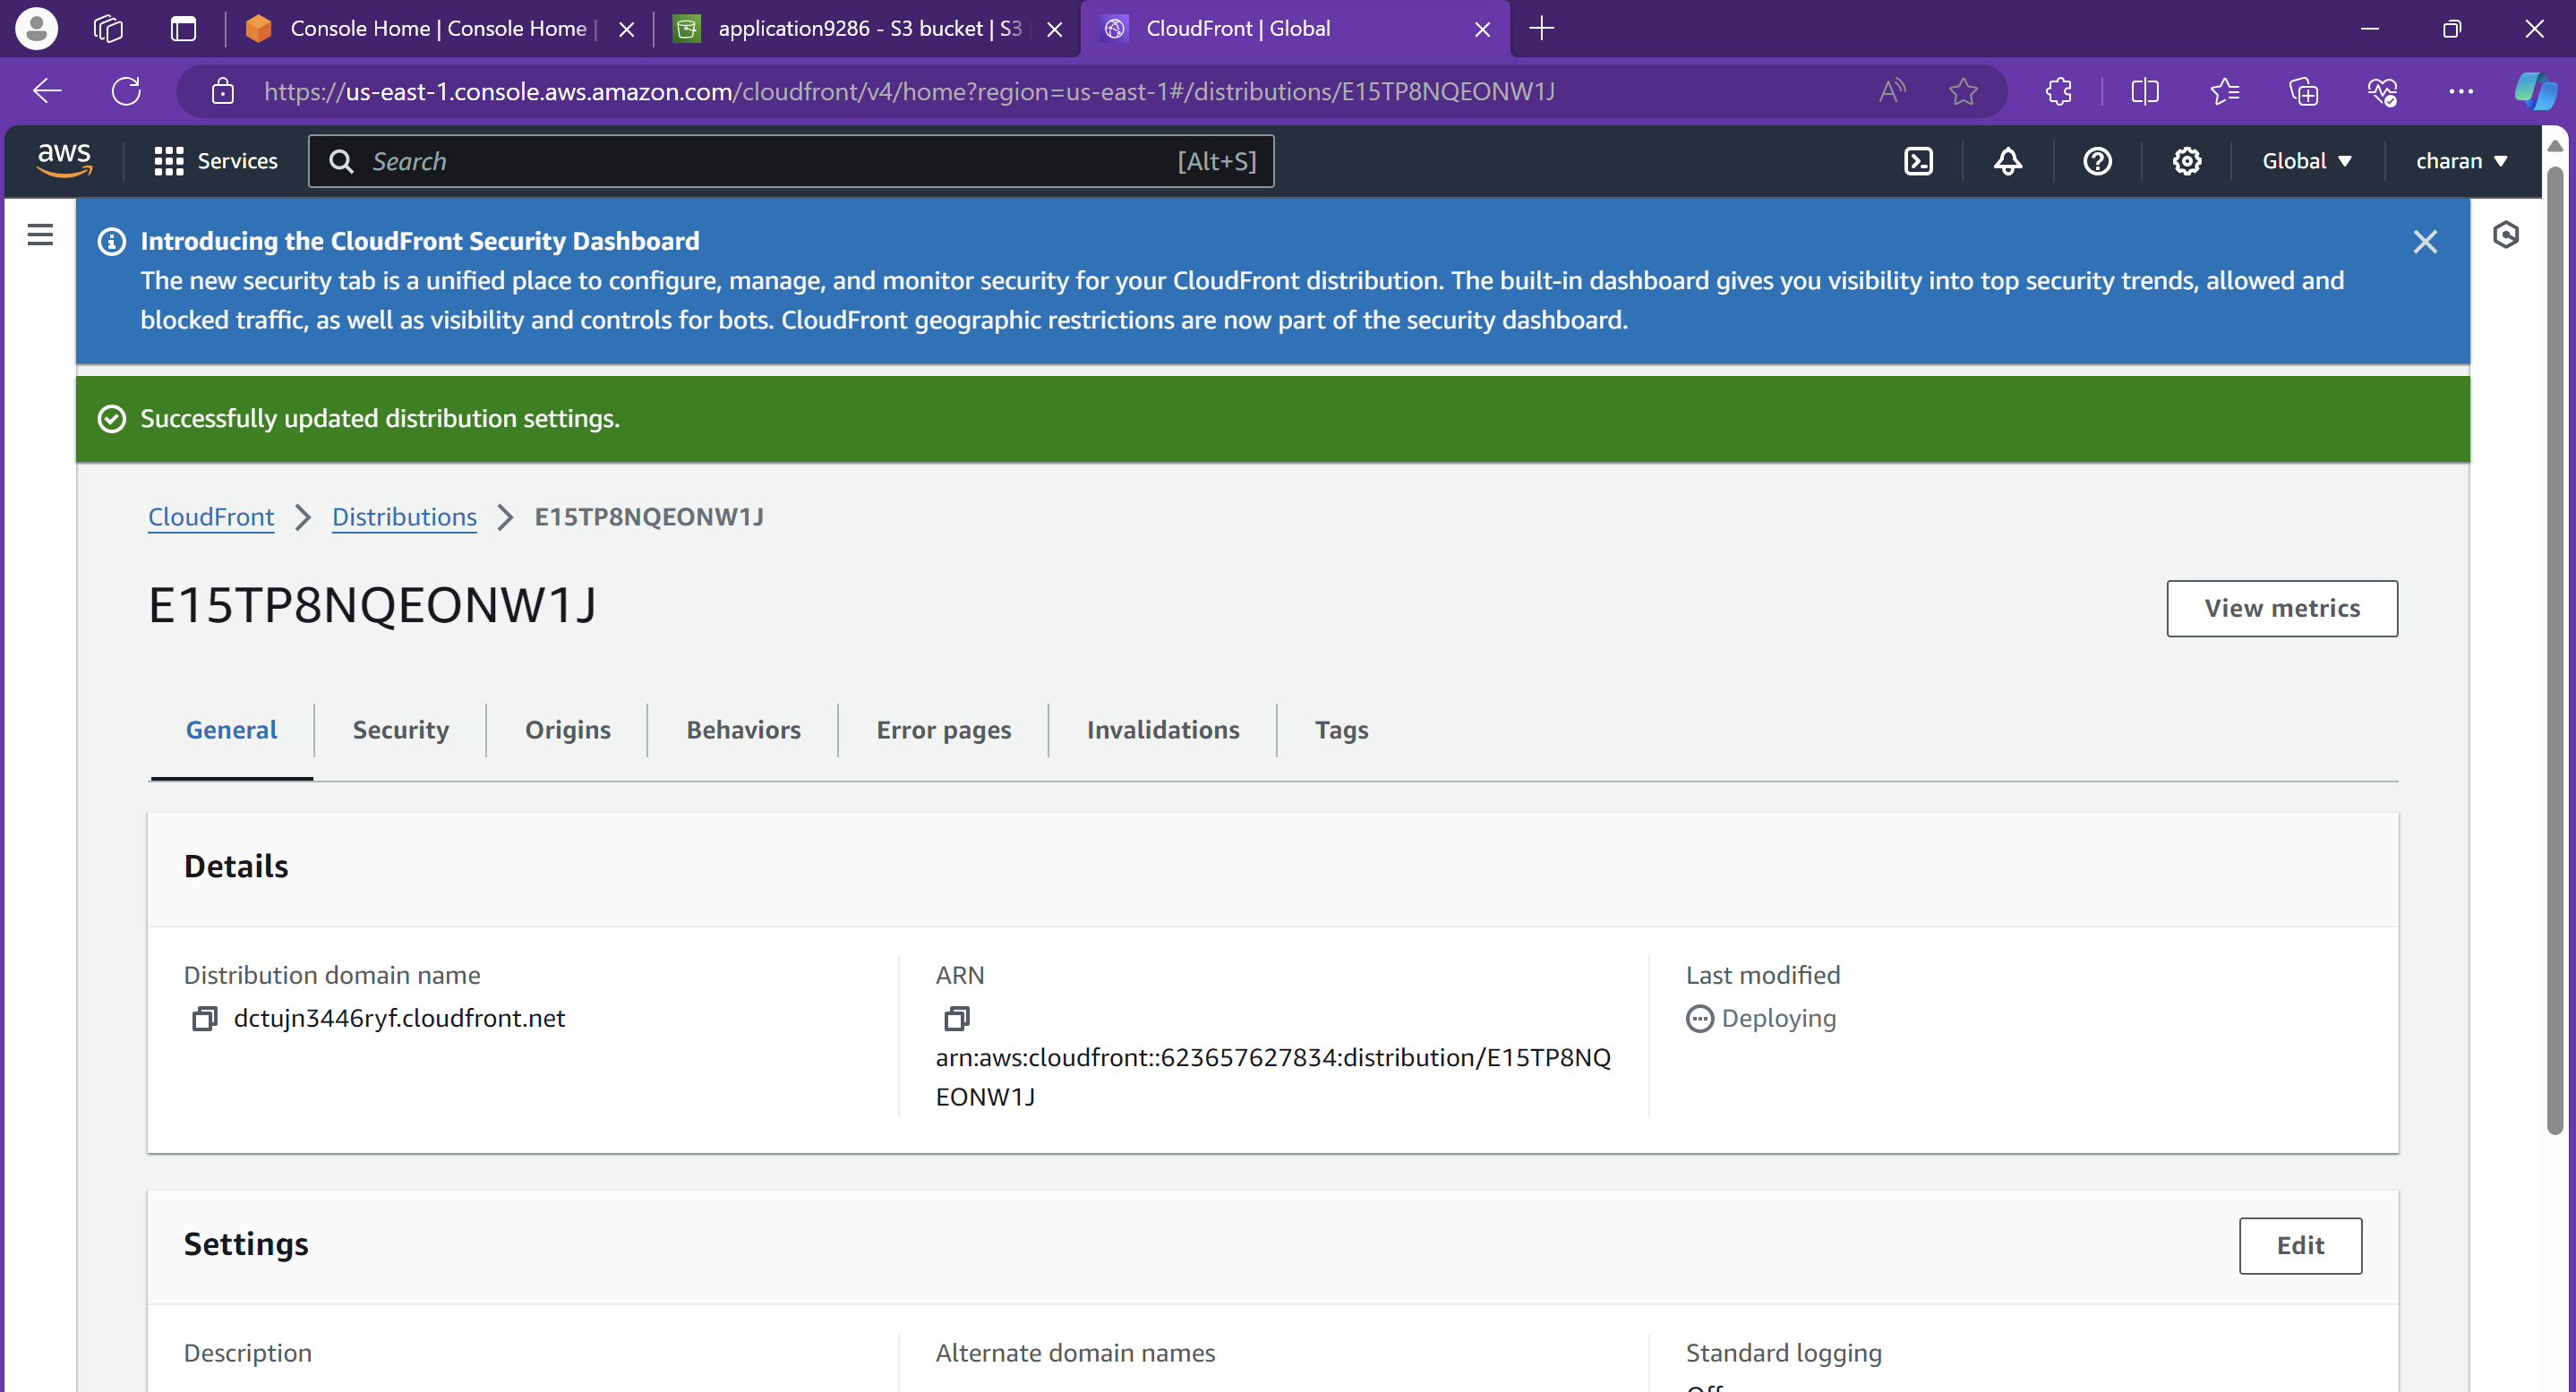 Console Home | Console Home |
application9286 - S3 bucket | S3
CloudFront | Global
https://us-east-1.console.aws.amazon.com/cloudfront/v4/home?region=us-east-1#/distributions/E15TP8NQEONW1J
aws
Services
Search
[Alt+S]
Global
charan
Introducing the CloudFront Security Dashboard
The new security tab is a unified place to configure, manage, and monitor security for your CloudFront distribution. The built-in dashboard gives you visibility into top security trends, allowed and
blocked traffic, as well as visibility and controls for bots. CloudFront geographic restrictions are now part of the security dashboard.
Successfully updated distribution settings.
CloudFront
Distributions
E15TP8NQEONW1J
E15TP8NQEONW1J
View metrics
General
Security
Origins
Behaviors
Error pages
Invalidations
Tags
Details
Distribution domain name
dctujn3446ryf.cloudfront.net
ARN
arn:aws:cloudfront::623657627834:distribution/E15TP8NQ
EONW1J
Last modified
Deploying
Settings
Edit
Description
Alternate domain names
Standard logging